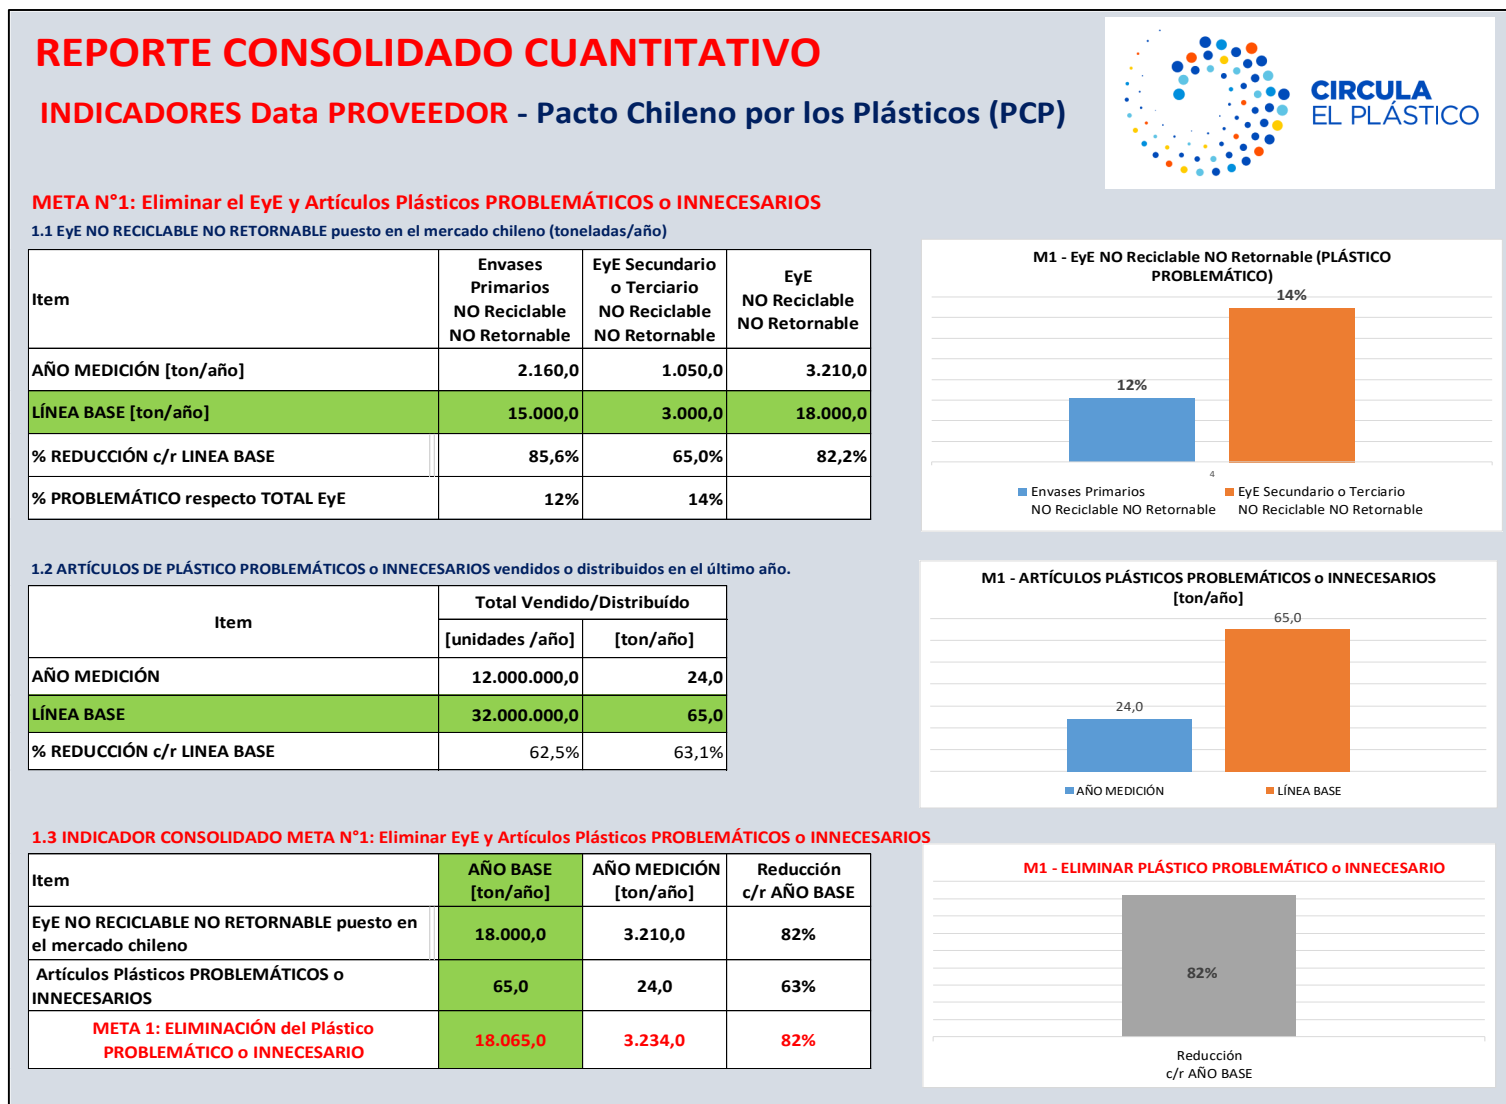 REPORTE CONSOLIDADO CUANTITATIVO
INDICADORES Data PROVEEDOR - Pacto Chileno por los Plásticos (PCP)
CIRCULA
EL PLÁSTICO
META N°1: Eliminar el EyE y Artículos Plásticos PROBLEMÁTICOS o INNECESARIOS
1.1 EyE NO RECICLABLE NO RETORNABLE puesto en el mercado chileno (toneladas/año)
Item
Envases
Primarios
NO Reciclable
NO Retornable
EyE Secundario
o Terciario
NO Reciclable
NO Retornable
EyE
NO Reciclable
NO Retornable
AÑO MEDICIÓN [ton/año] 2.160,0 1.050,0 3.210,0
LÍNEA BASE [ton/año] 15.000,0 3.000,0 18.000,0
% REDUCCIÓN c/r LINEA BASE 85,6% 65,0% 82,2%
% PROBLEMÁTICO respecto TOTAL EyE 12% 14%
M1 - EyE NO Reciclable NO Retornable (PLÁSTICO
PROBLEMÁTICO)
14%
12%
4
Envases Primarios
NO Reciclable NO Retornable
EyE Secundario o Terciario
NO Reciclable NO Retornable
1.2 ARTÍCULOS DE PLÁSTICO PROBLEMÁTICOS o INNECESARIOS vendidos o distribuidos en el último año.
Item
Total Vendido/Distribuído
[unidades /año] [ton/año]
AÑO MEDICIÓN 12.000.000,0 24,0
LÍNEA BASE 32.000.000,0 65,0
% REDUCCIÓN c/r LINEA BASE 62,5% 63,1%
M1 - ARTÍCULOS PLÁSTICOS PROBLEMÁTICOS o INNECESARIOS
[ton/año]
65,0
24,0
AÑO MEDICIÓN LÍNEA BASE
1.3 INDICADOR CONSOLIDADO META N°1: Eliminar EyE y Artículos Plásticos PROBLEMÁTICOS o INNECESARIOS
Item
AÑO BASE
[ton/año]
AÑO MEDICIÓN
[ton/año]
Reducción
c/r AÑO BASE
EyE NO RECICLABLE NO RETORNABLE puesto en
el mercado chileno
18.000,0 3.210,0 82%
Artículos Plásticos PROBLEMÁTICOS o
INNECESARIOS
65,0 24,0 63%
META 1: ELIMINACIÓN del Plástico
PROBLEMÁTICO o INNECESARIO
18.065,0 3.234,0 82%
M1 - ELIMINAR PLÁSTICO PROBLEMÁTICO o INNECESARIO
82%
Reducción
c/r AÑO BASE